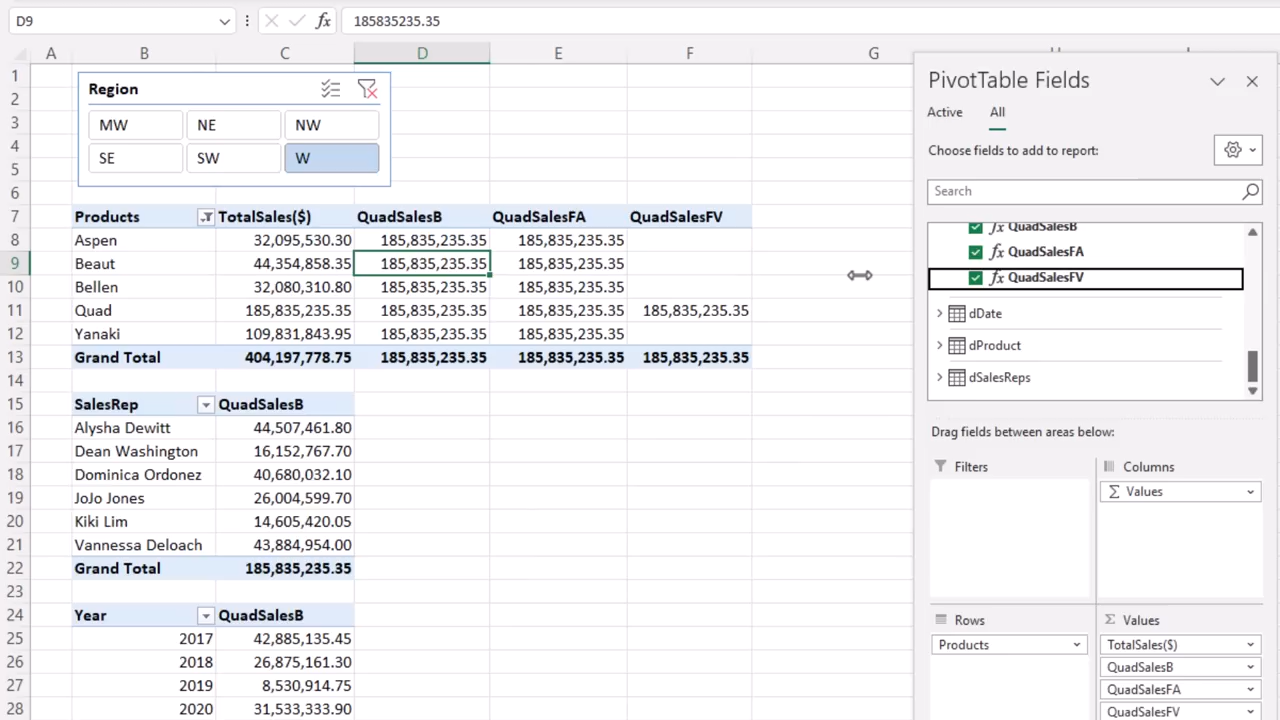 D9 fx 185835235.35
A B C D E F G
1
2
3
4
5
6
Region
MW NE NW
SE SW W
7 Products TotalSales($) QuadSalesB QuadSalesFA QuadSalesFV
8 Aspen 32,095,530.30 185,835,235.35 185,835,235.35
9 Beaut 44,354,858.35 185,835,235.35 185,835,235.35
10 Bellen 32,080,310.80 185,835,235.35 185,835,235.35
11 Quad 185,835,235.35 185,835,235.35 185,835,235.35 185,835,235.35
12 Yanaki 109,831,843.95 185,835,235.35 185,835,235.35
13 Grand Total 404,197,778.75 185,835,235.35 185,835,235.35 185,835,235.35
14
15 SalesRep QuadSalesB
16 Alysha Dewitt 44,507,461.80
17 Dean Washington 16,152,767.70
18 Dominica Ordonez 40,680,032.10
19 JoJo Jones 26,004,599.70
20 Kiki Lim 14,605,420.05
21 Vannessa Deloach 43,884,954.00
22 Grand Total 185,835,235.35
23
24 Year QuadSalesB
25 2017 42,885,135.45
26 2018 26,875,161.30
27 2019 8,530,914.75
28 2020 31,533,333.90
PivotTable Fields
Active All
Choose fields to add to report:
Search
fx QuadSalesB
fx QuadSalesFA
fx QuadSalesFV
dDate
dProduct
dSalesReps
Drag fields between areas below:
Filters
Columns
Σ Values
Rows
Products
Σ Values
TotalSales($)
QuadSalesB
QuadSalesFA
QuadSalesFV